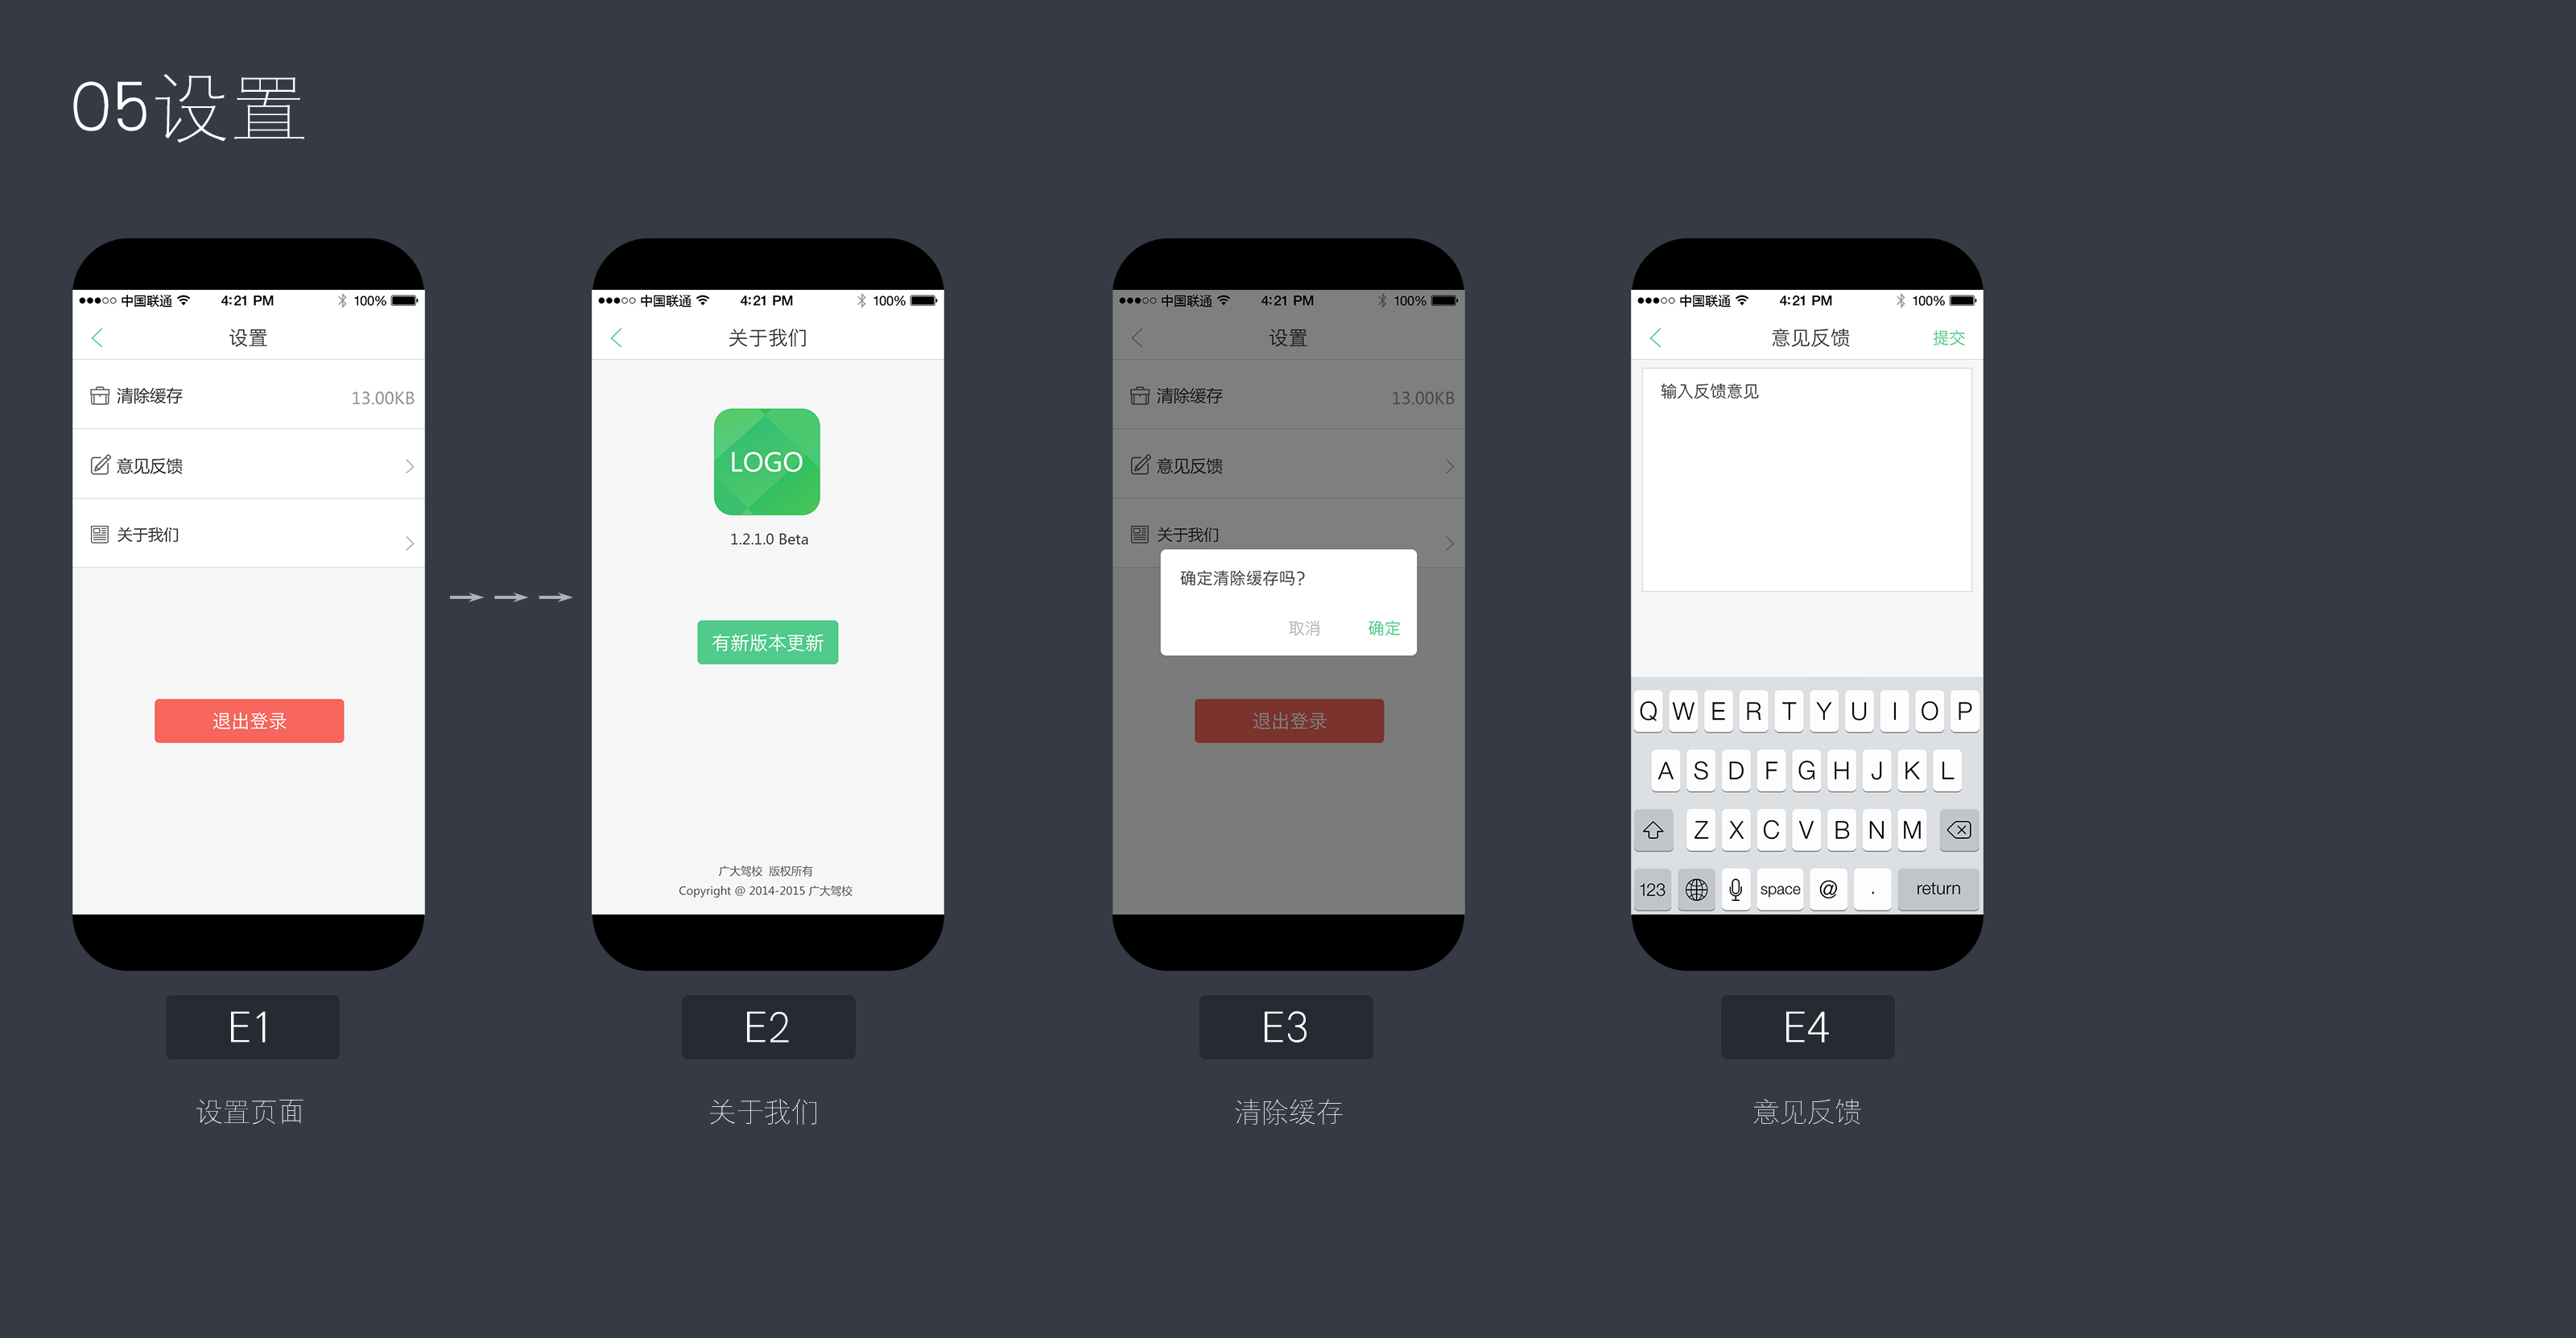 05设置
中国联通 4:21 PM 100%
设置
清除缓存 13.00KB
意见反馈
关于我们
退出登录
E1
设置页面
中国联通 4:21 PM 100%
关于我们
LOGO
1.2.1.0 Beta
有新版本更新
广大驾校 版权所有
Copyright @ 2014-2015 广大驾校
E2
关于我们
中国联通 4:21 PM 100%
设置
清除缓存 13.00KB
意见反馈
关于我们
确定清除缓存吗?
取消 确定
退出登录
E3
清除缓存
中国联通 4:21 PM 100%
意见反馈 提交
输入反馈意见
Q W E R T Y U I O P
A S D F G H J K L
Z X C V B N M
123 space @ . return
E4
意见反馈